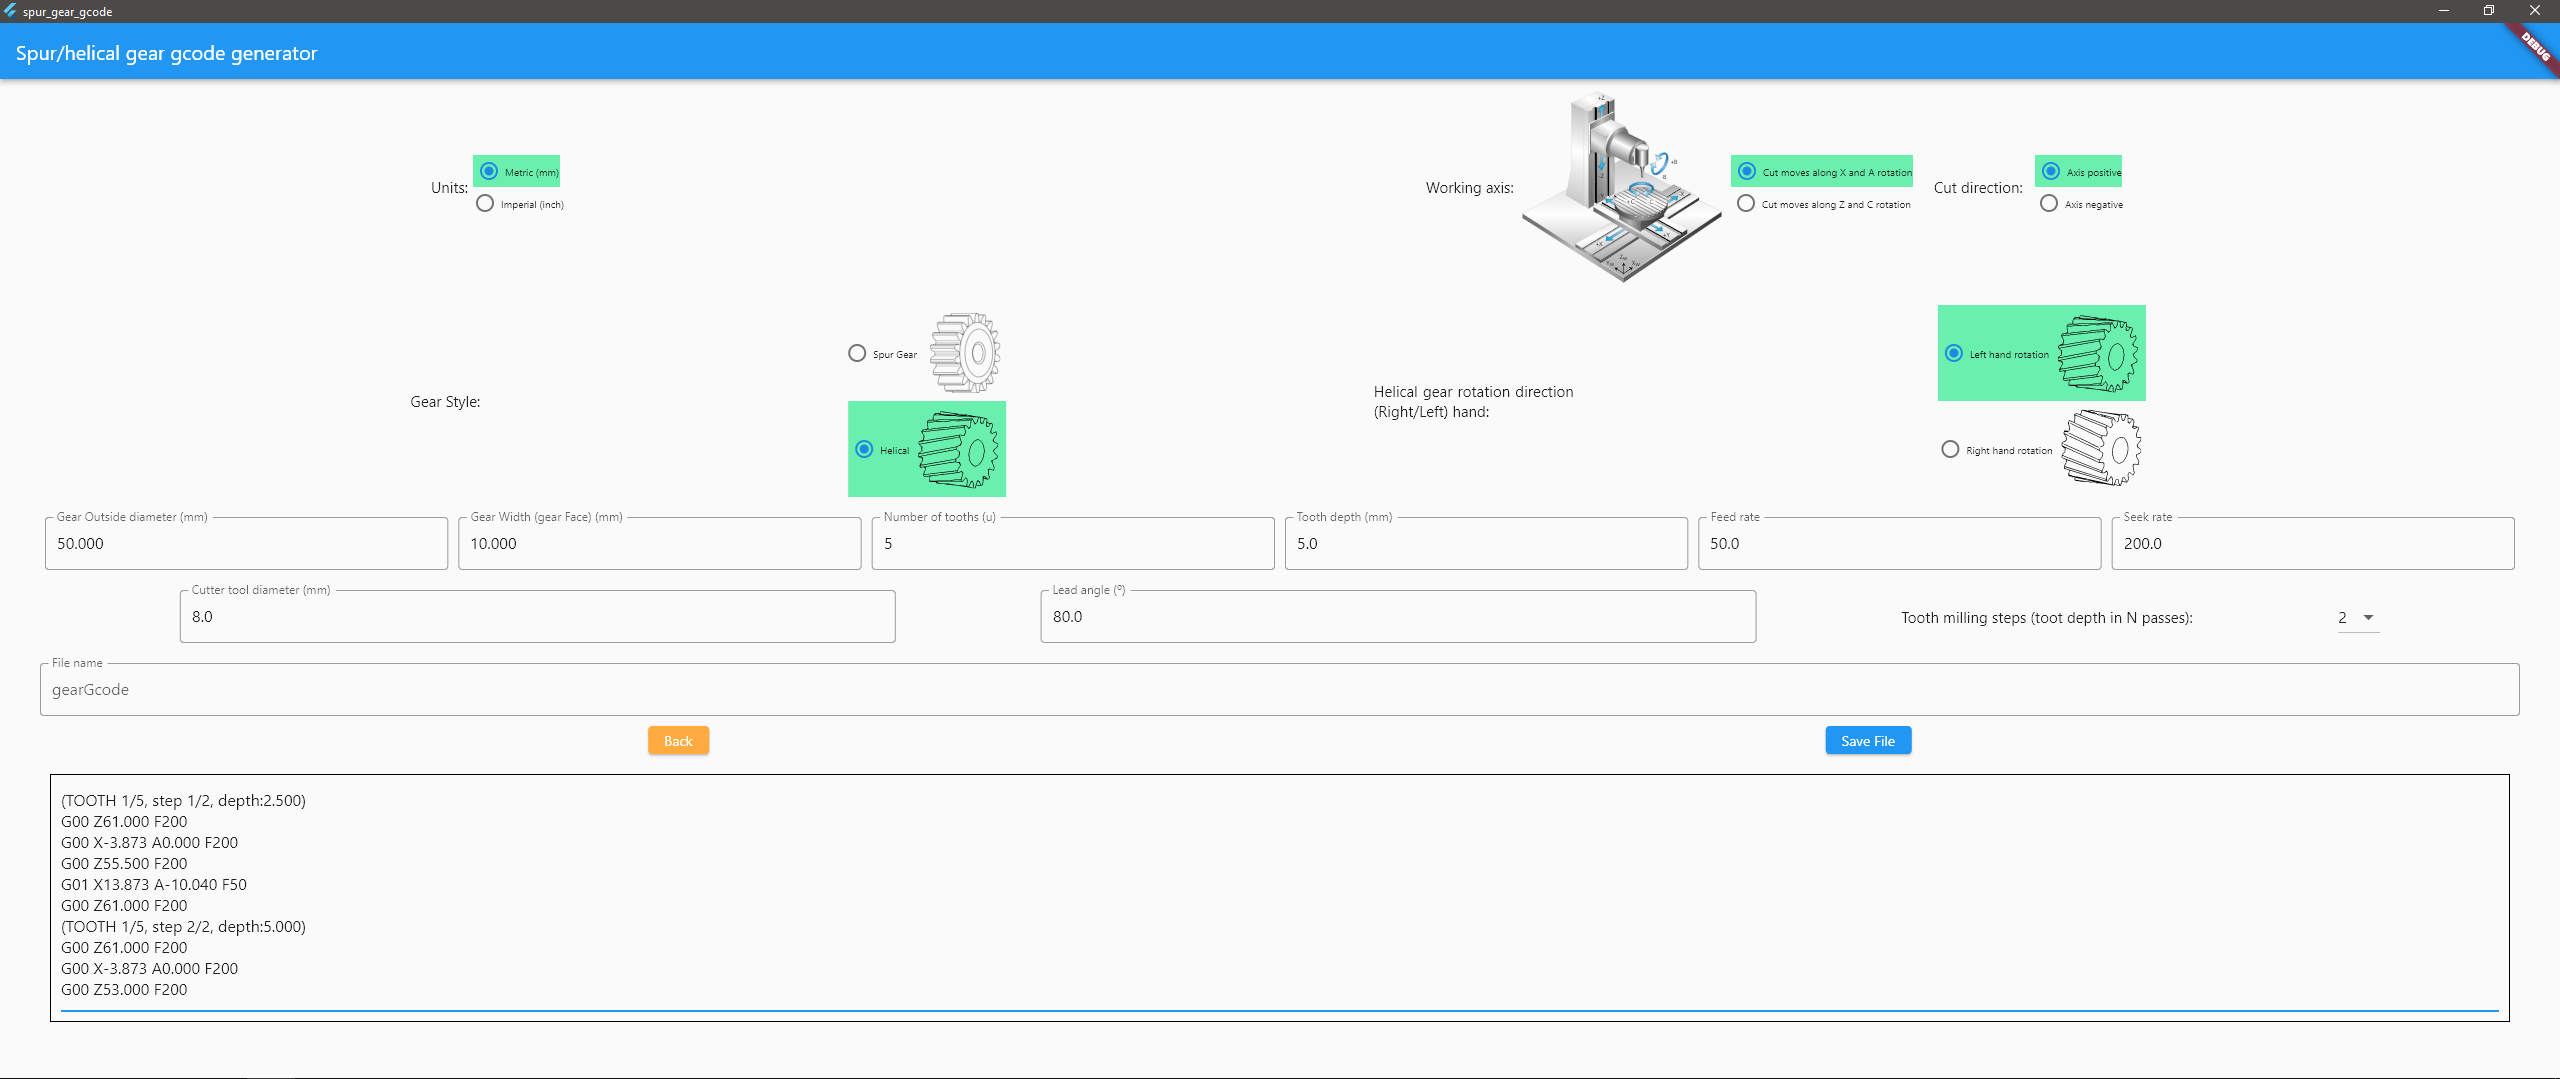 spur_gear_gcode
Spur/helical gear gcode generator
DEBUG
Units:
Metric (mm)
Imperial (inch)
Working axis:
Cut moves along X and A rotation
Cut moves along Z and C rotation
Cut direction:
Axis positive
Axis negative
Gear Style:
Spur Gear
Helical
Helical gear rotation direction
(Right/Left) hand:
Left hand rotation
Right hand rotation
Gear Outside diameter (mm)
50.000
Gear Width (gear Face) (mm)
10.000
Number of tooths (u)
5
Tooth depth (mm)
5.0
Feed rate
50.0
Seek rate
200.0
Cutter tool diameter (mm)
8.0
Lead angle (º)
80.0
Tooth milling steps (toot depth in N passes):
2
File name
gearGcode
Back
Save File
(TOOTH 1/5, step 1/2, depth:2.500)
G00 Z61.000 F200
G00 X-3.873 A0.000 F200
G00 Z55.500 F200
G01 X13.873 A-10.040 F50
G00 Z61.000 F200
(TOOTH 1/5, step 2/2, depth:5.000)
G00 Z61.000 F200
G00 X-3.873 A0.000 F200
G00 Z53.000 F200